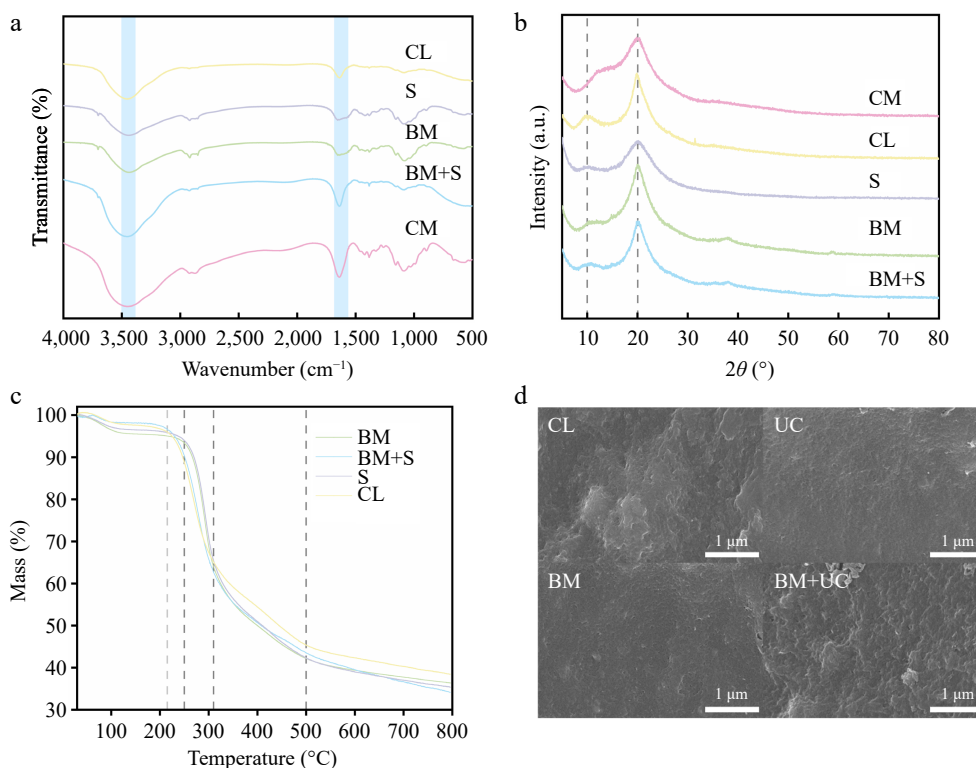 a
CL
S
BM
BM+S
CM
Transmittance (%)
4,000 3,500 3,000 2,500 2,000 1,500 1,000 500
Wavenumber (cm⁻¹)
b
CM
CL
S
BM
BM+S
Intensity (a.u.)
10 20 30 40 50 60 70 80
2θ (°)
c
100
90
80
70
60
50
40
30
Mass (%)
BM
BM+S
S
CL
100 200 300 400 500 600 700 800
Temperature (°C)
d
CL
1 μm
UC
1 μm
BM
1 μm
BM+UC
1 μm